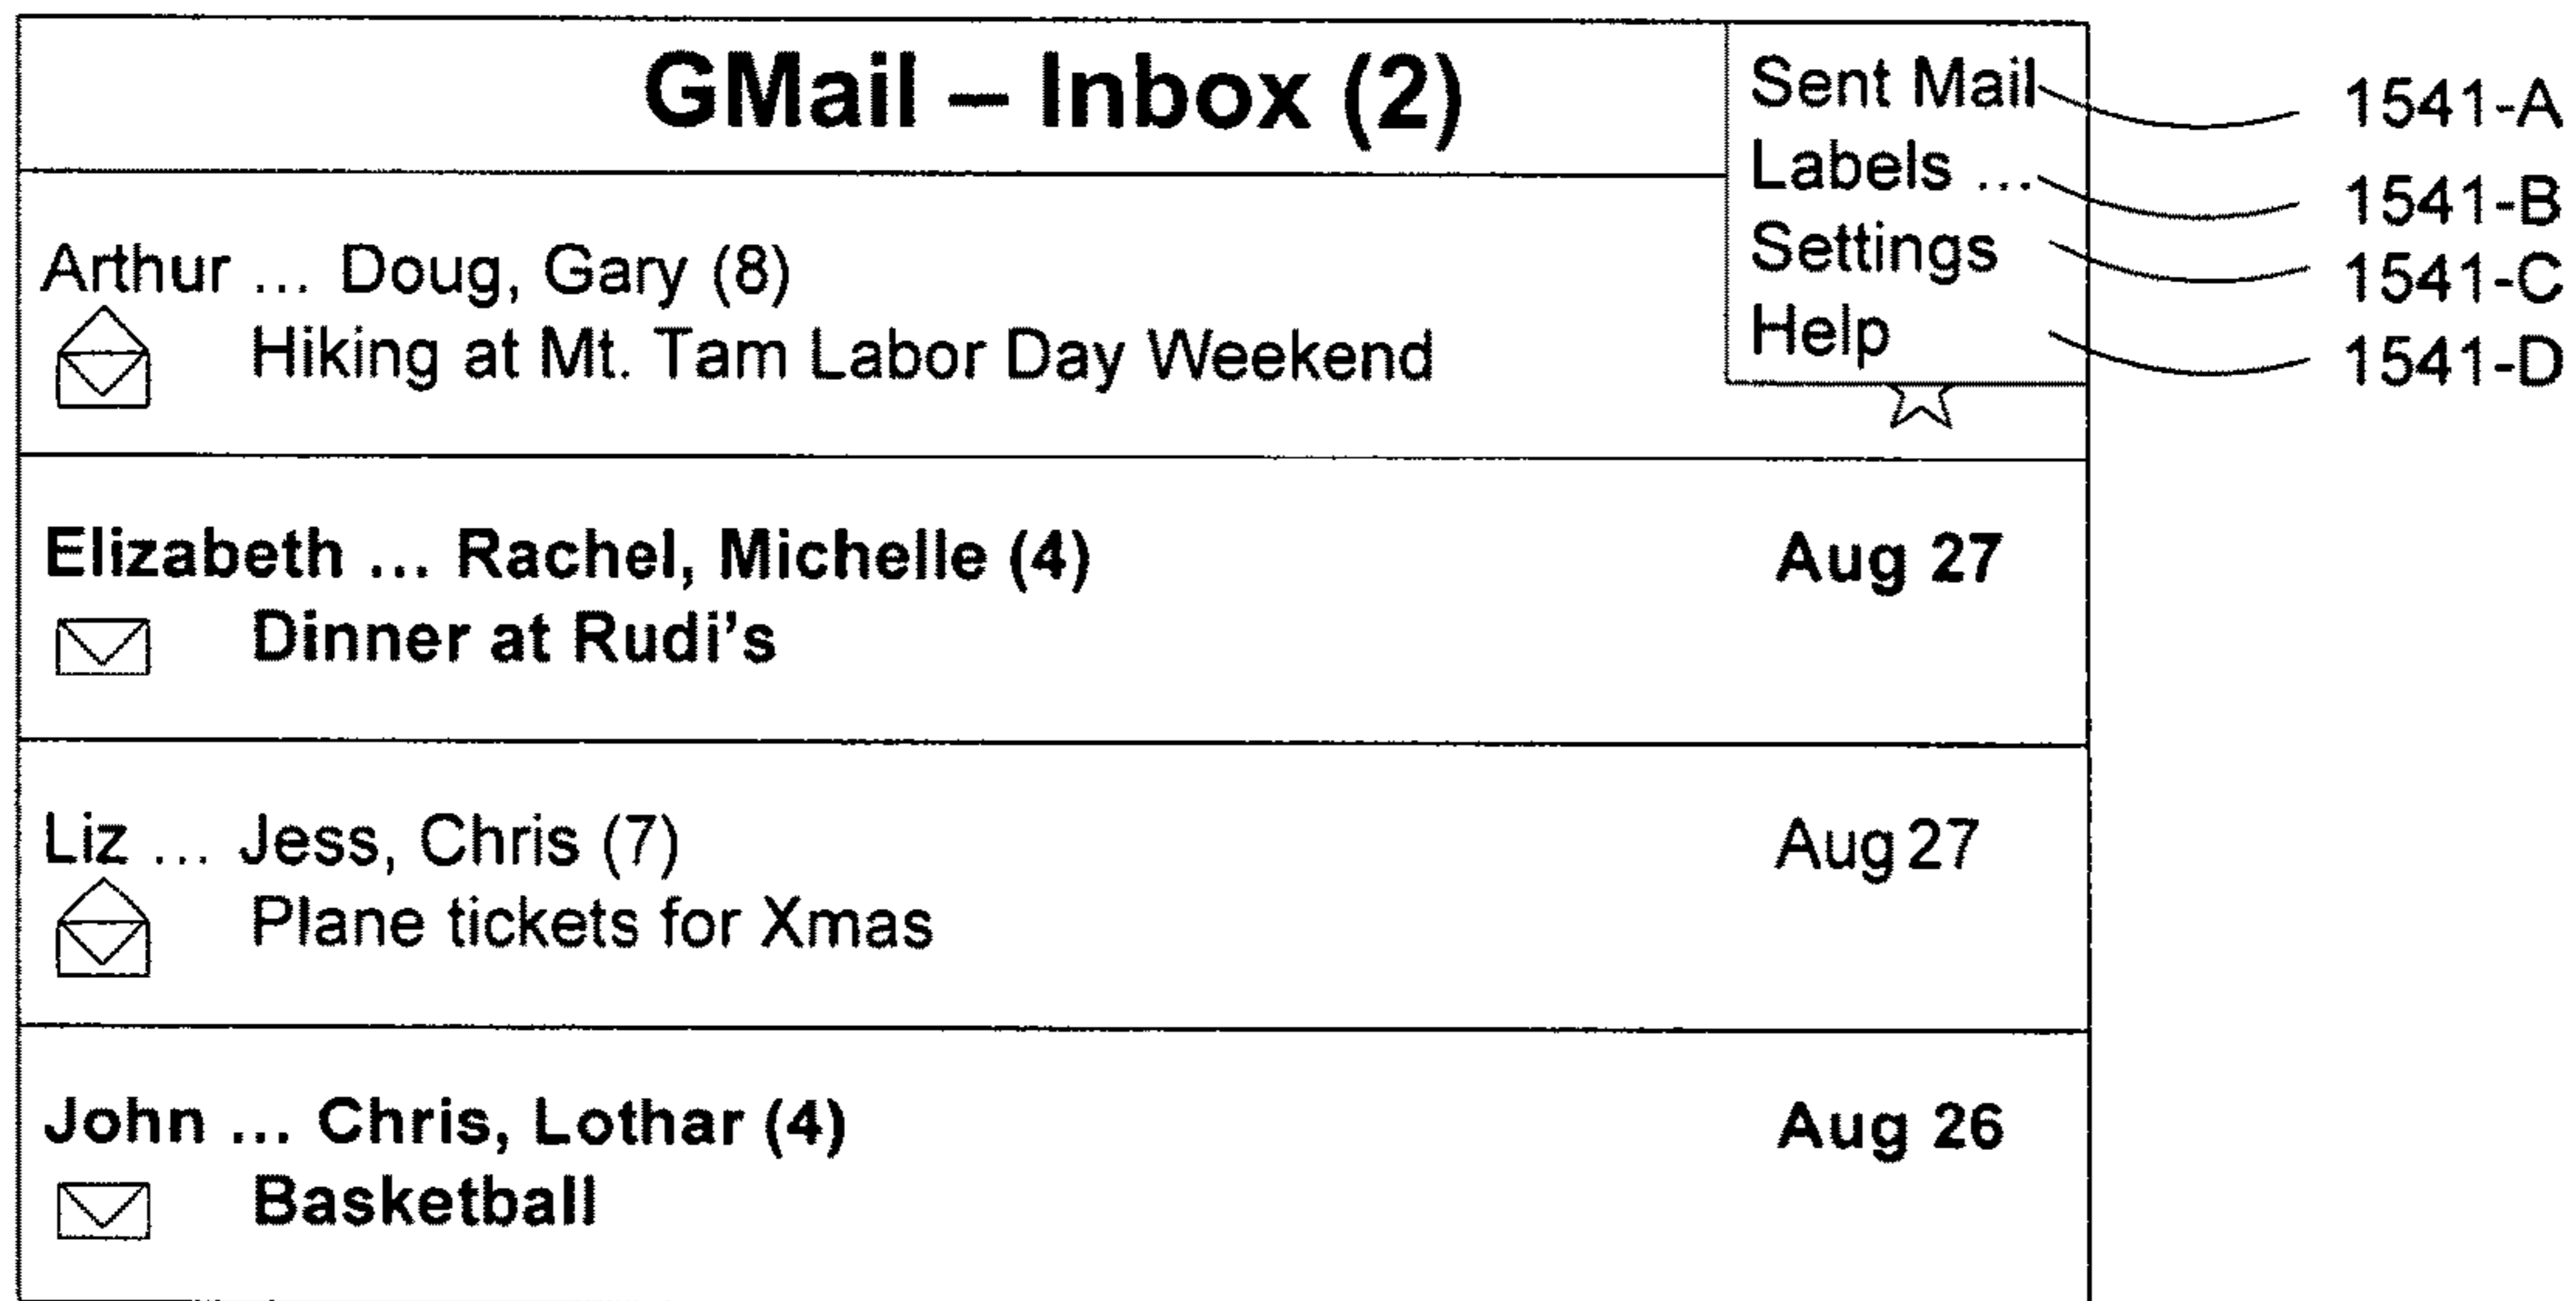 GMail – Inbox (2)
Sent Mail 1541-A
Labels ... 1541-B
Settings 1541-C
Help 1541-D
Arthur ... Doug, Gary (8)
Hiking at Mt. Tam Labor Day Weekend
Elizabeth ... Rachel, Michelle (4) Aug 27
Dinner at Rudi's
Liz ... Jess, Chris (7) Aug 27
Plane tickets for Xmas
John ... Chris, Lothar (4) Aug 26
Basketball